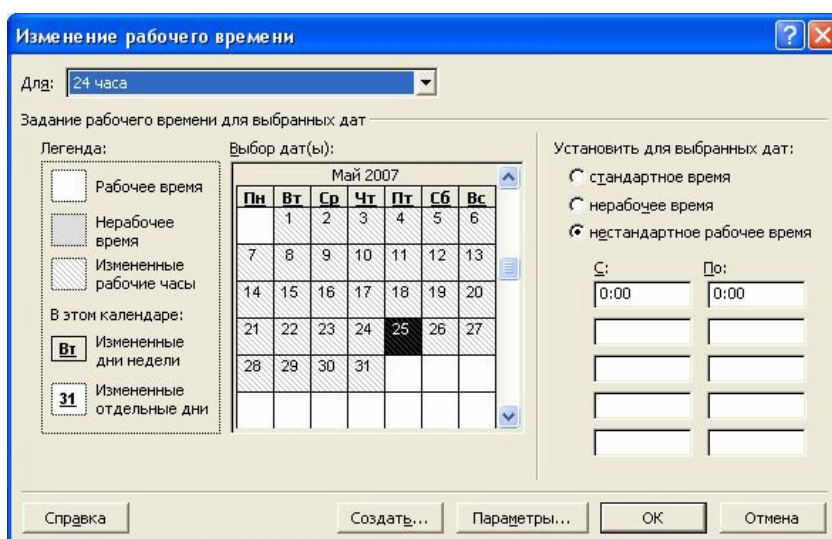 Изменение рабочего времени
Для: 24 часа
Задание рабочего времени для выбранных дат
Легенда:
Рабочее время
Нерабочее
время
Измененные
рабочие часы
В этом календаре:
Вт Измененные
дни недели
31 Измененные
отдельные дни
Выбор дат(ы):
Май 2007
Пн Вт Ср Чт Пт Сб Вс
1 2 3 4 5 6
7 8 9 10 11 12 13
14 15 16 17 18 19 20
21 22 23 24 25 26 27
28 29 30 31
Установить для выбранных дат:
стандартное время
нерабочее время
нестандартное рабочее время
С: По:
0:00 0:00
Справка Создать... Параметры... ОК Отмена